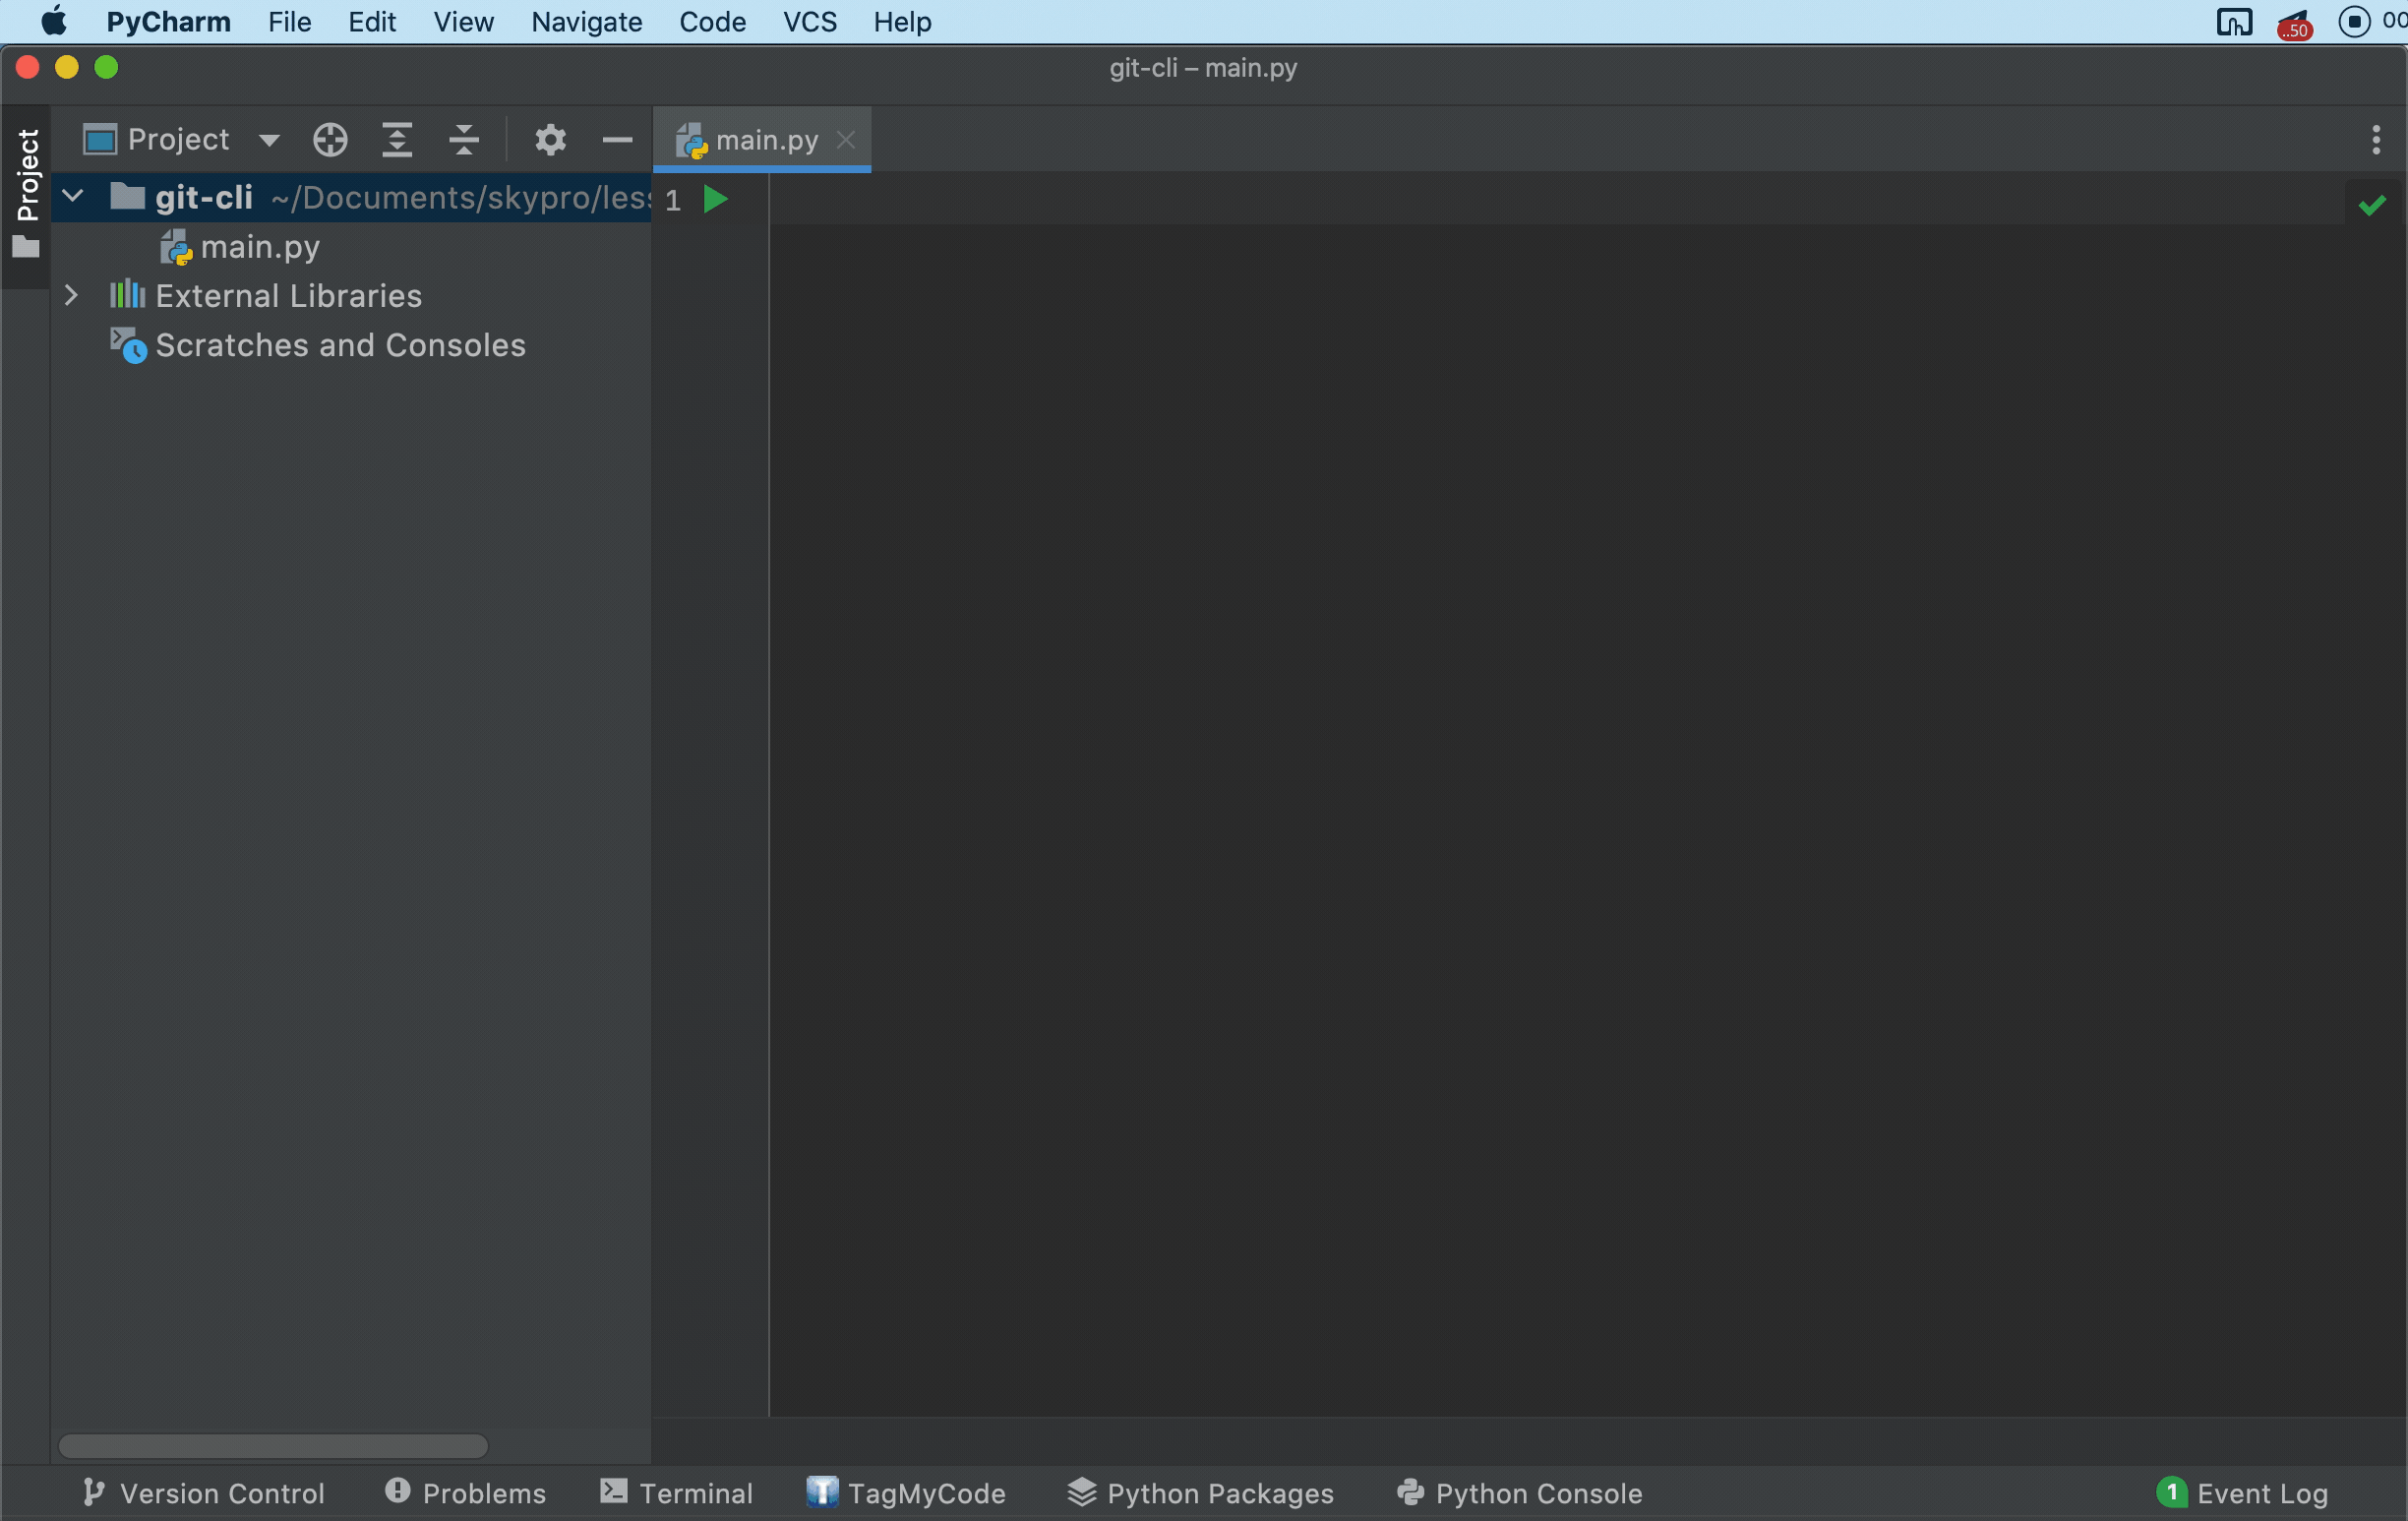 PyCharm File Edit View Navigate Code VCS Help ..50 00
git-cli – main.py
Project
Project
main.py
git-cli ~/Documents/skypro/less
1
main.py
External Libraries
Scratches and Consoles
Version Control Problems Terminal TagMyCode Python Packages Python Console 1 Event Log